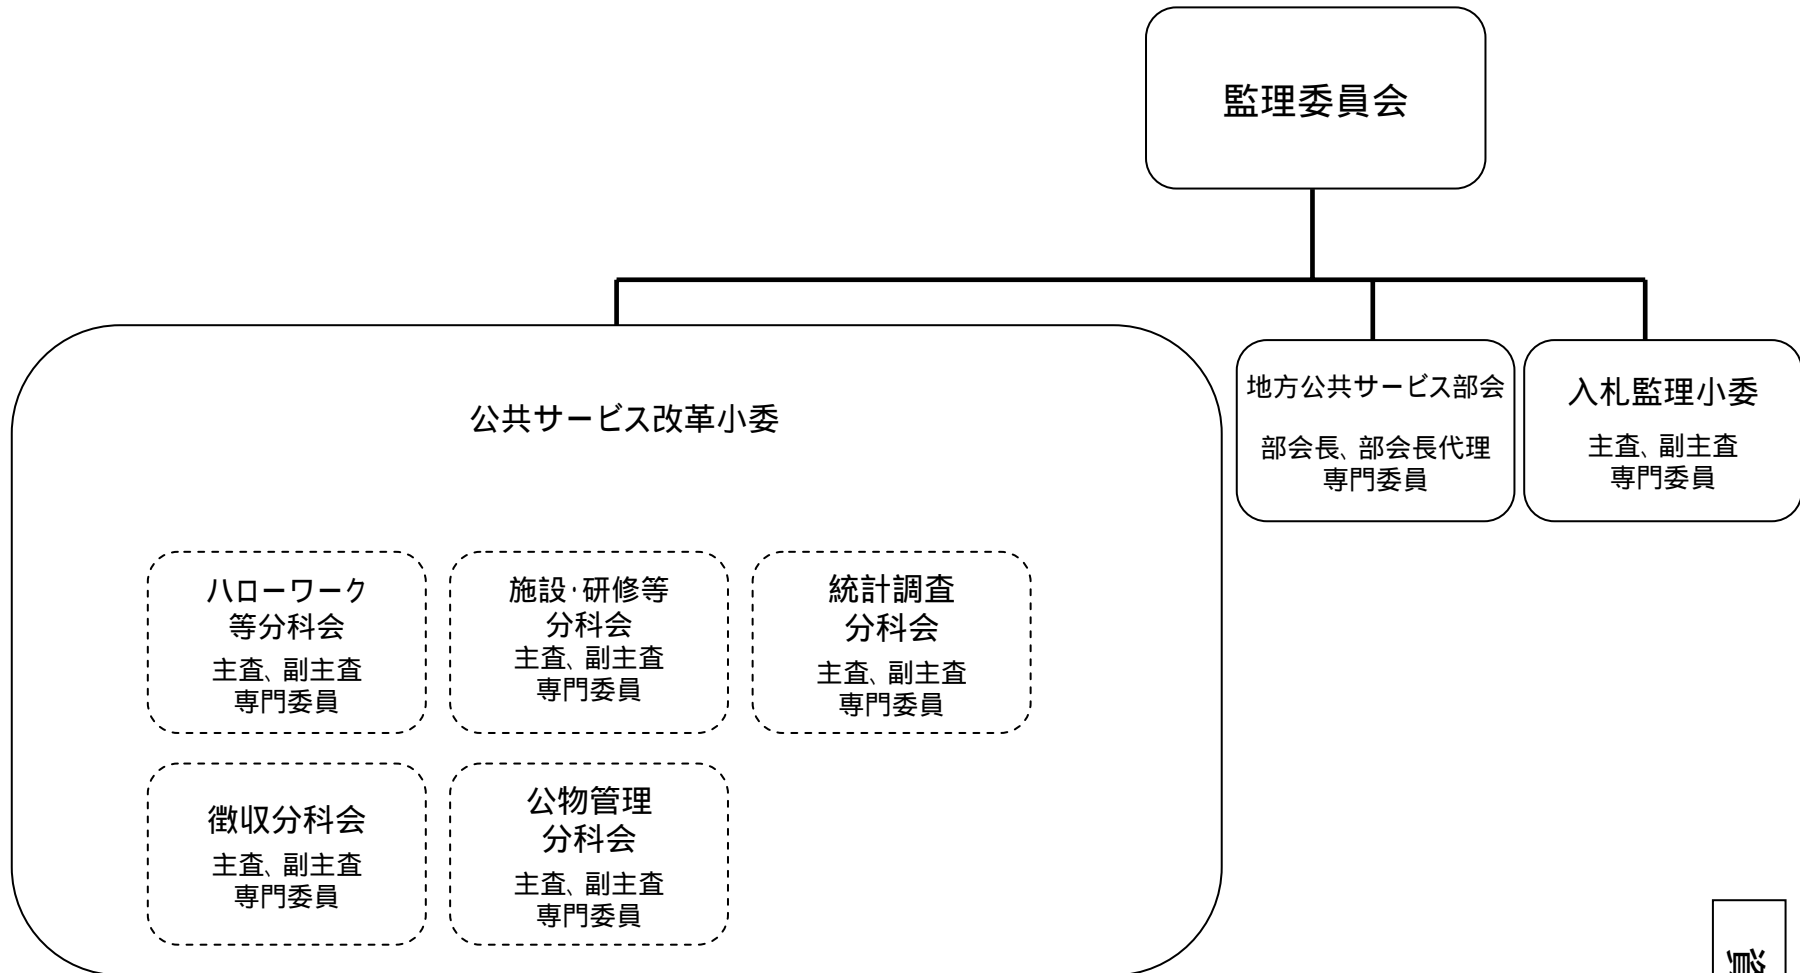 監理委員会
公共サービス改革小委
地方公共サービス部会
部会長、部会長代理
専門委員
入札監理小委
主査、副主査
専門委員
ハローワーク
等分科会
主査、副主査
専門委員
施設・研修等
分科会
主査、副主査
専門委員
統計調査
分科会
主査、副主査
専門委員
徴収分科会
主査、副主査
専門委員
公物管理
分科会
主査、副主査
専門委員
資